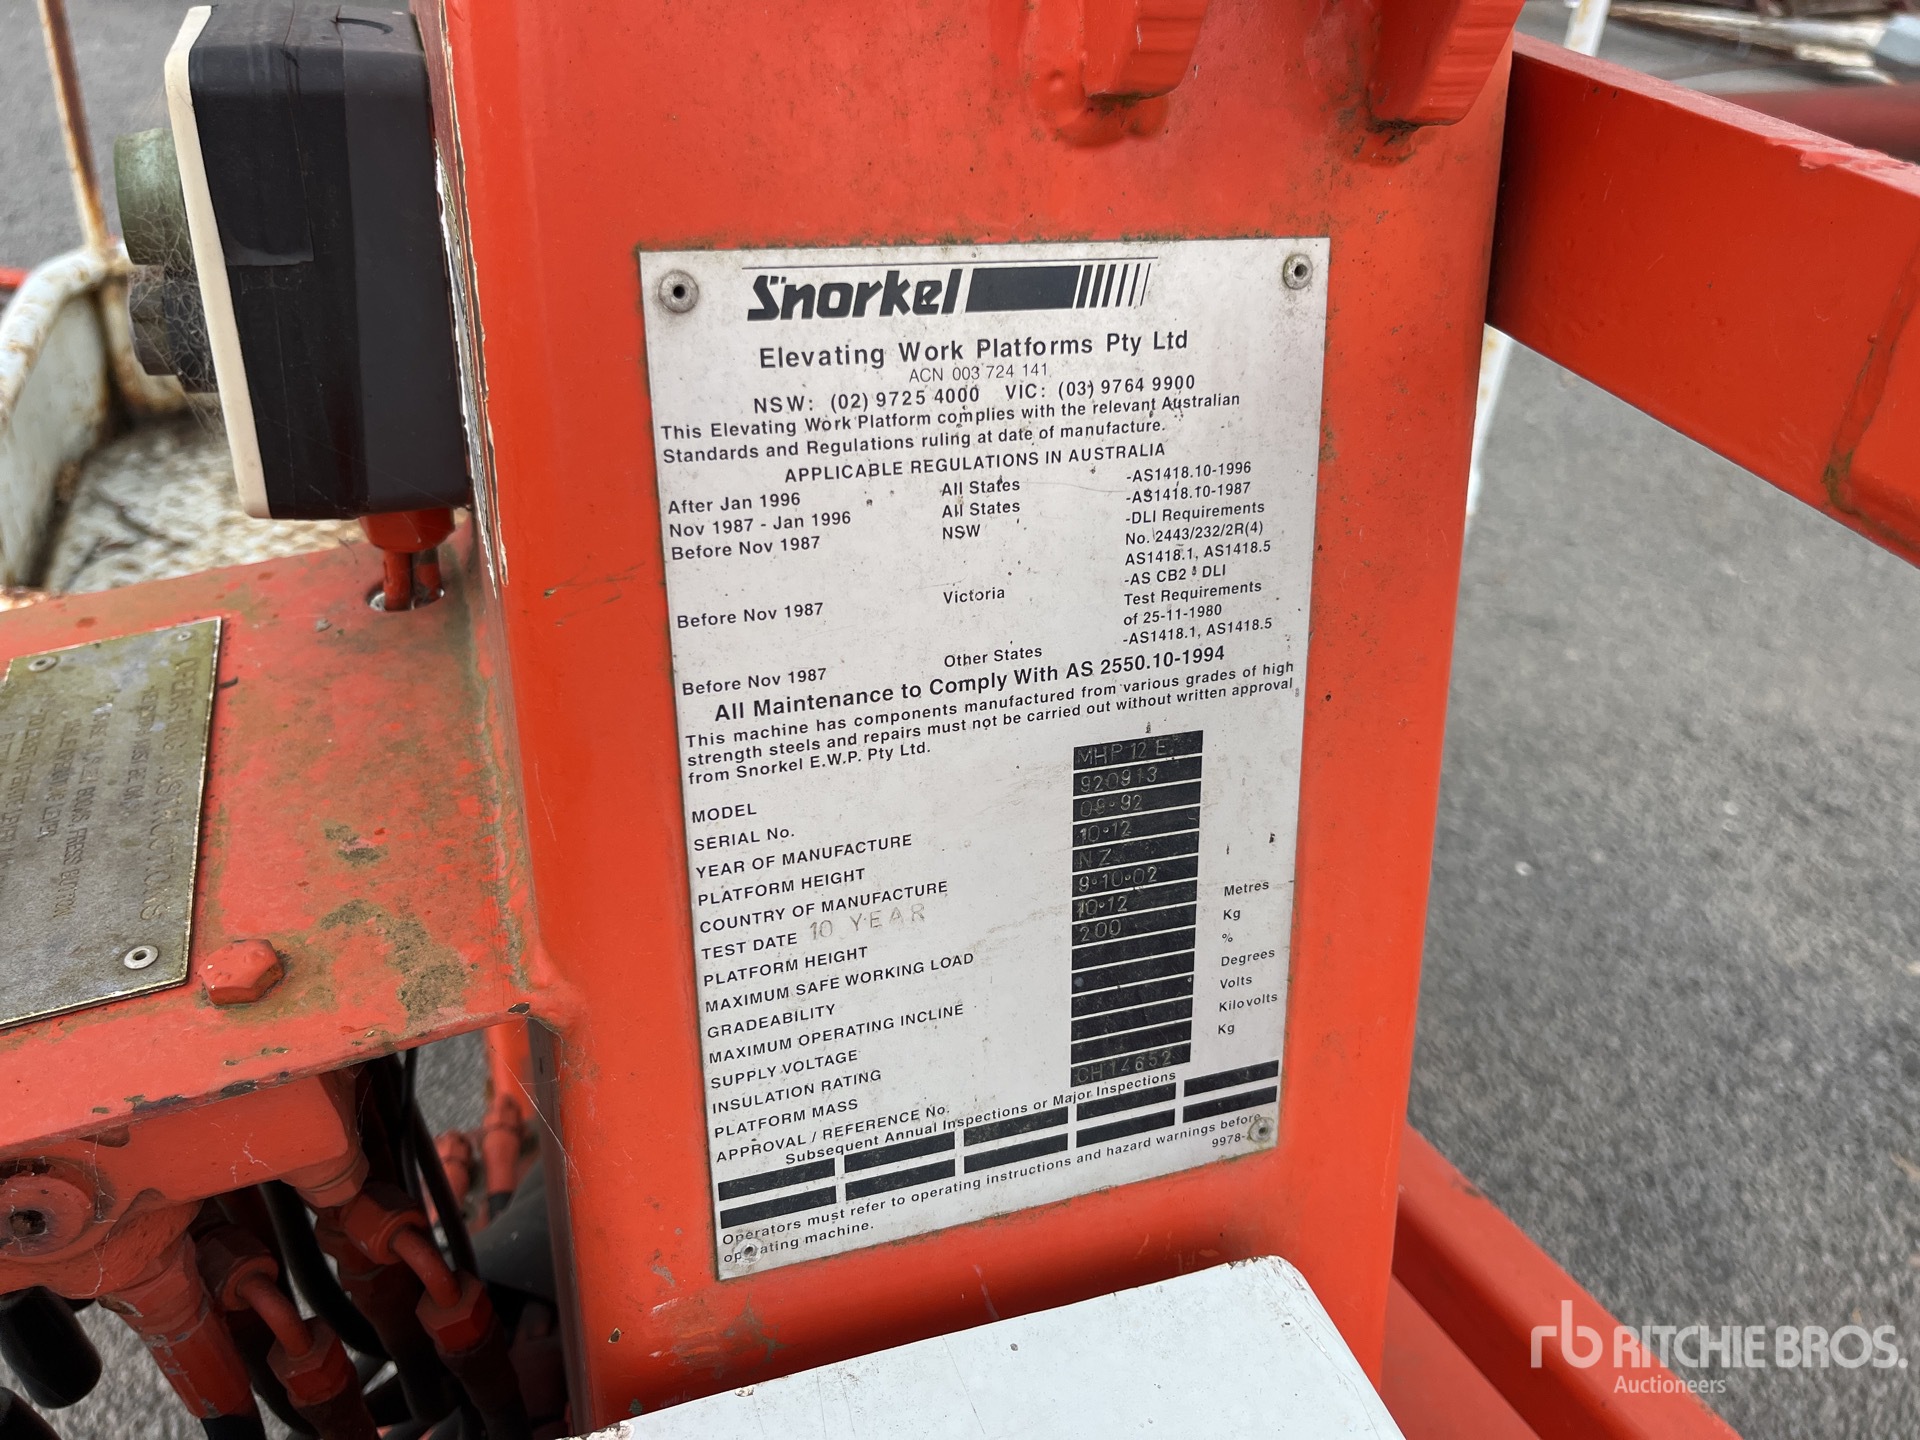 Snorkel
Elevating Work Platforms Pty Ltd
ACN 003 724 141
NSW: (02) 9725 4000 VIC: (03) 9764 9900
This Elevating Work Platform complies with the relevant Australian
Standards and Regulations ruling at date of manufacture.
APPLICABLE REGULATIONS IN AUSTRALIA
After Jan 1996 All States -AS1418.10-1996
Nov 1987 - Jan 1996 All States -AS1418.10-1987
Before Nov 1987 NSW -DLI Requirements
No. 2443/232/2R(4)
AS1418.1, AS1418.5
Before Nov 1987 Victoria -AS CB2 DLI
Test Requirements
of 25-11-1980
Before Nov 1987 Other States -AS1418.1, AS1418.5
All Maintenance to Comply With AS 2550.10-1994
This machine has components manufactured from various grades of high
strength steels and repairs must not be carried out without written approval
from Snorkel E.W.P. Pty Ltd.
MODEL MHP 12 E
SERIAL No. 920913
YEAR OF MANUFACTURE 08·92
PLATFORM HEIGHT 10·12
COUNTRY OF MANUFACTURE NZ
TEST DATE 10 YEAR 9·10·02
PLATFORM HEIGHT 10·12 Metres
MAXIMUM SAFE WORKING LOAD 200 Kg
GRADEABILITY %
MAXIMUM OPERATING INCLINE Degrees
SUPPLY VOLTAGE Volts
INSULATION RATING Kilovolts
PLATFORM MASS Kg
APPROVAL / REFERENCE No. CH14652
Subsequent Annual Inspections or Major Inspections
Operators must refer to operating instructions and hazard warnings before
operating machine.
OPERATING INSTRUCTIONS
rb RITCHIE BROS.
Auctioneers